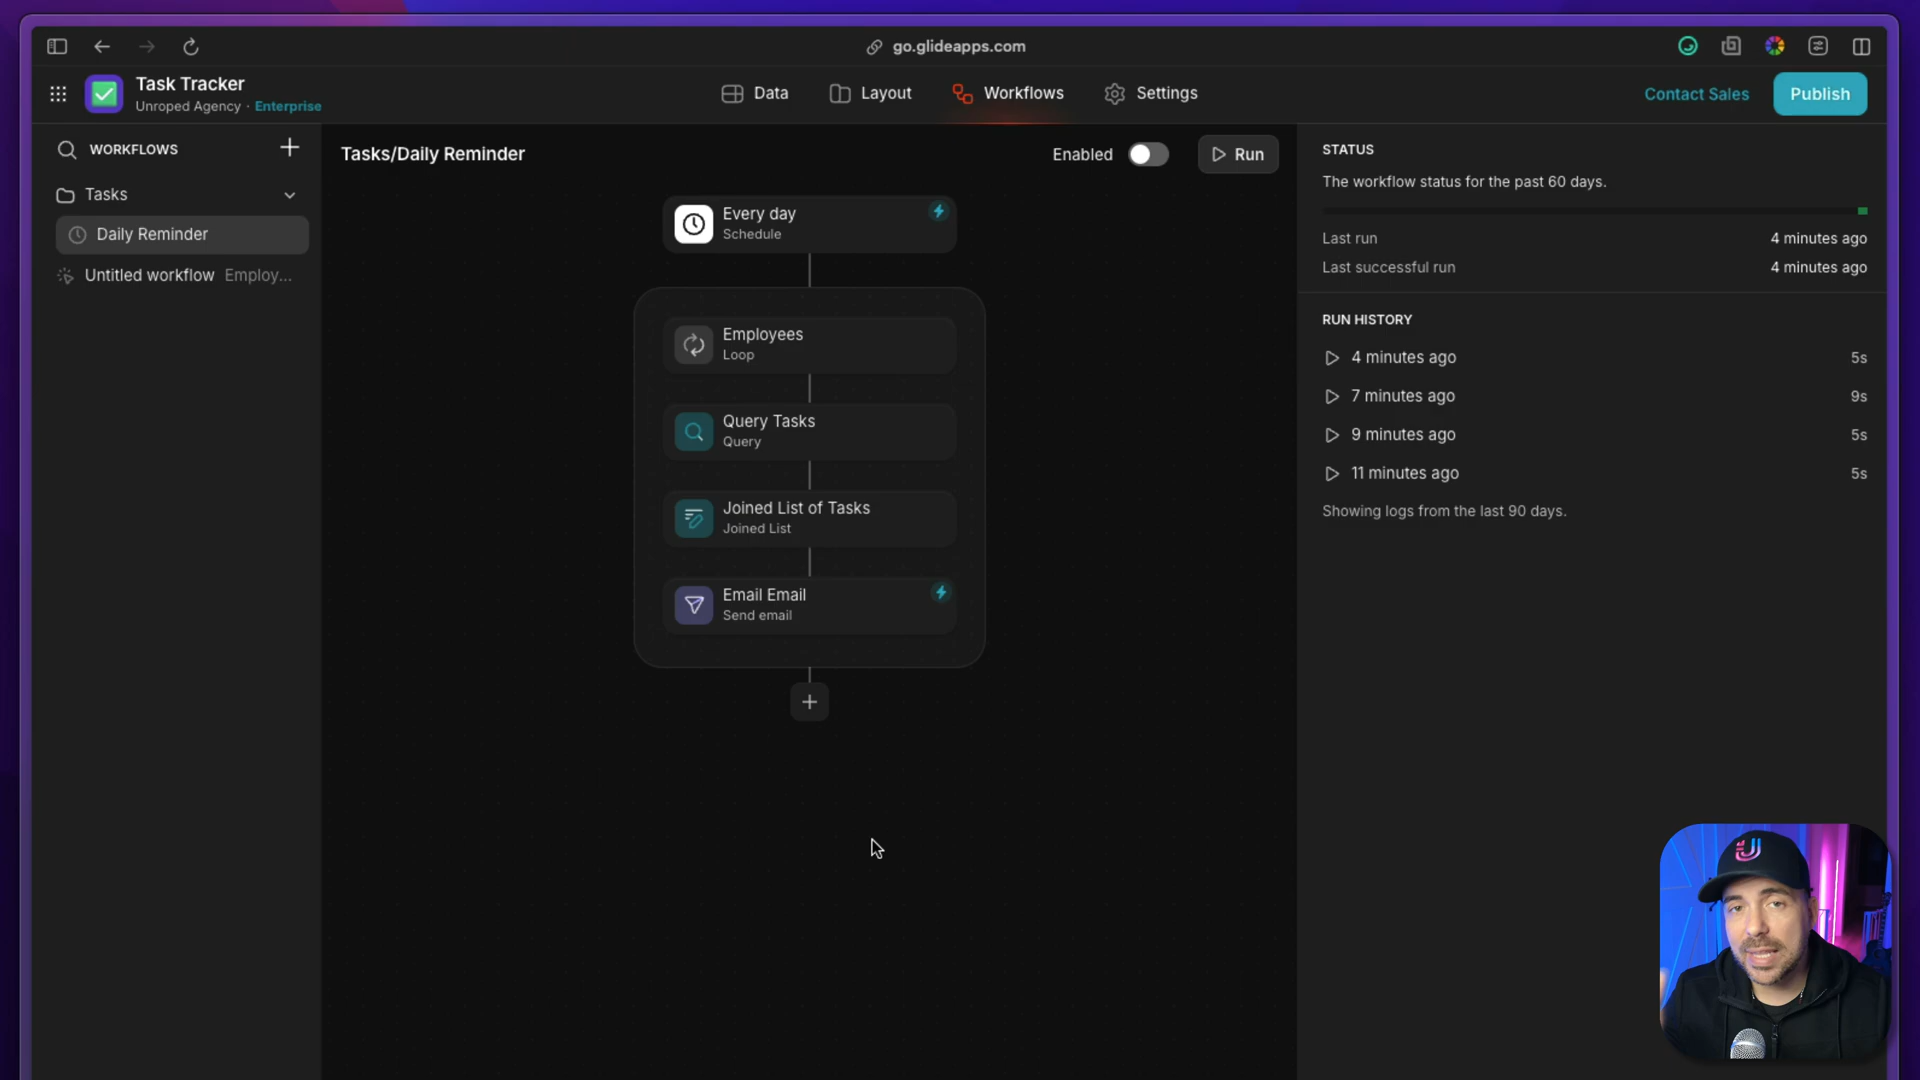 go.glideapps.com
Task Tracker
Unroped Agency · Enterprise
Data
Layout
Workflows
Settings
Contact Sales
Publish
WORKFLOWS
Tasks
Daily Reminder
Untitled workflow Employ...
Tasks/Daily Reminder
Enabled
Run
Every day
Schedule
Employees
Loop
Query Tasks
Query
Joined List of Tasks
Joined List
Email Email
Send email
STATUS
The workflow status for the past 60 days.
Last run 4 minutes ago
Last successful run 4 minutes ago
RUN HISTORY
4 minutes ago 5s
7 minutes ago 9s
9 minutes ago 5s
11 minutes ago 5s
Showing logs from the last 90 days.